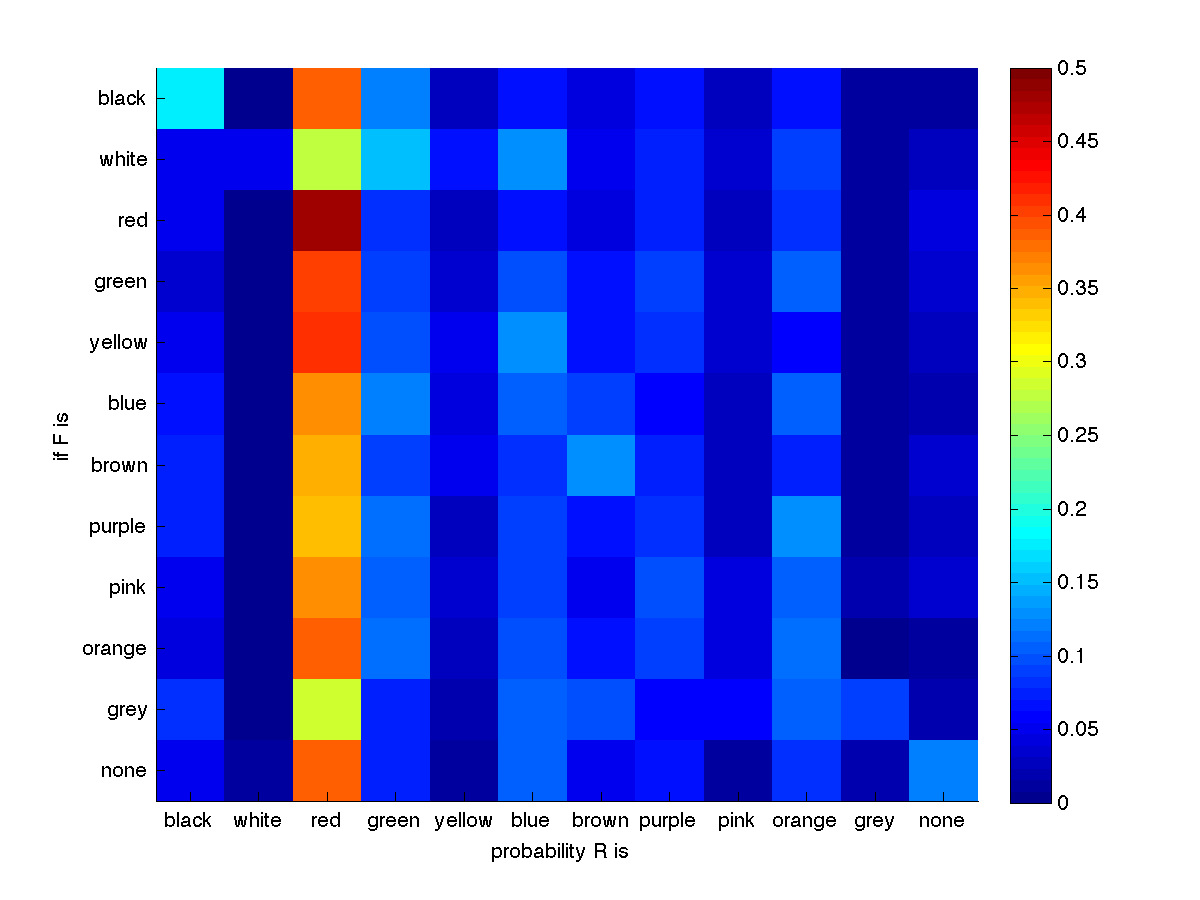 black
white
red
green
yellow
blue
brown
purple
pink
orange
grey
none
if F is
black white red green yellow blue brown purple pink orange grey none
probability R is
0.5
0.45
0.4
0.35
0.3
0.25
0.2
0.15
0.1
0.05
0